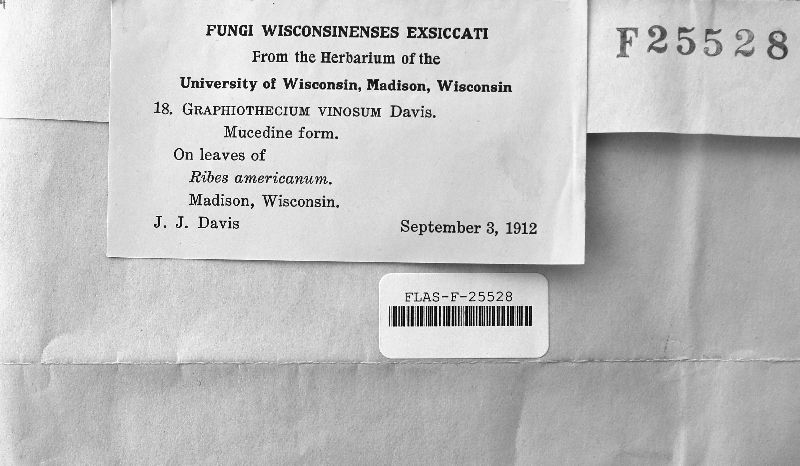 FUNGI WISCONSINENSES EXSICCATI
From the Herbarium of the
University of Wisconsin, Madison, Wisconsin
18. GRAPHIOTHECIUM VINOSUM Davis.
Mucedine form.
On leaves of
Ribes americanum.
Madison, Wisconsin.
J. J. Davis September 3, 1912
F25528
FLAS-F-25528